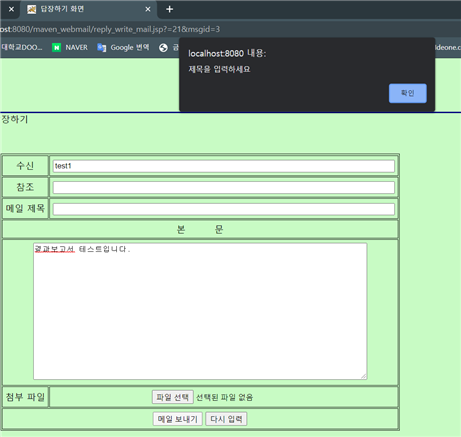 답장하기 화면
ost:8080/maven_webmail/reply_write_mail.jsp?=21&msgid=3
대학교DOO... NAVER Google 번역 금 ideone.c
localhost:8080 내용:
제목을 입력하세요
확인
장하기
수신 test1
참조
메일 제목
본 문
결과보고서 테스트입니다.
첨부 파일 파일 선택 선택된 파일 없음
메일 보내기 다시 입력